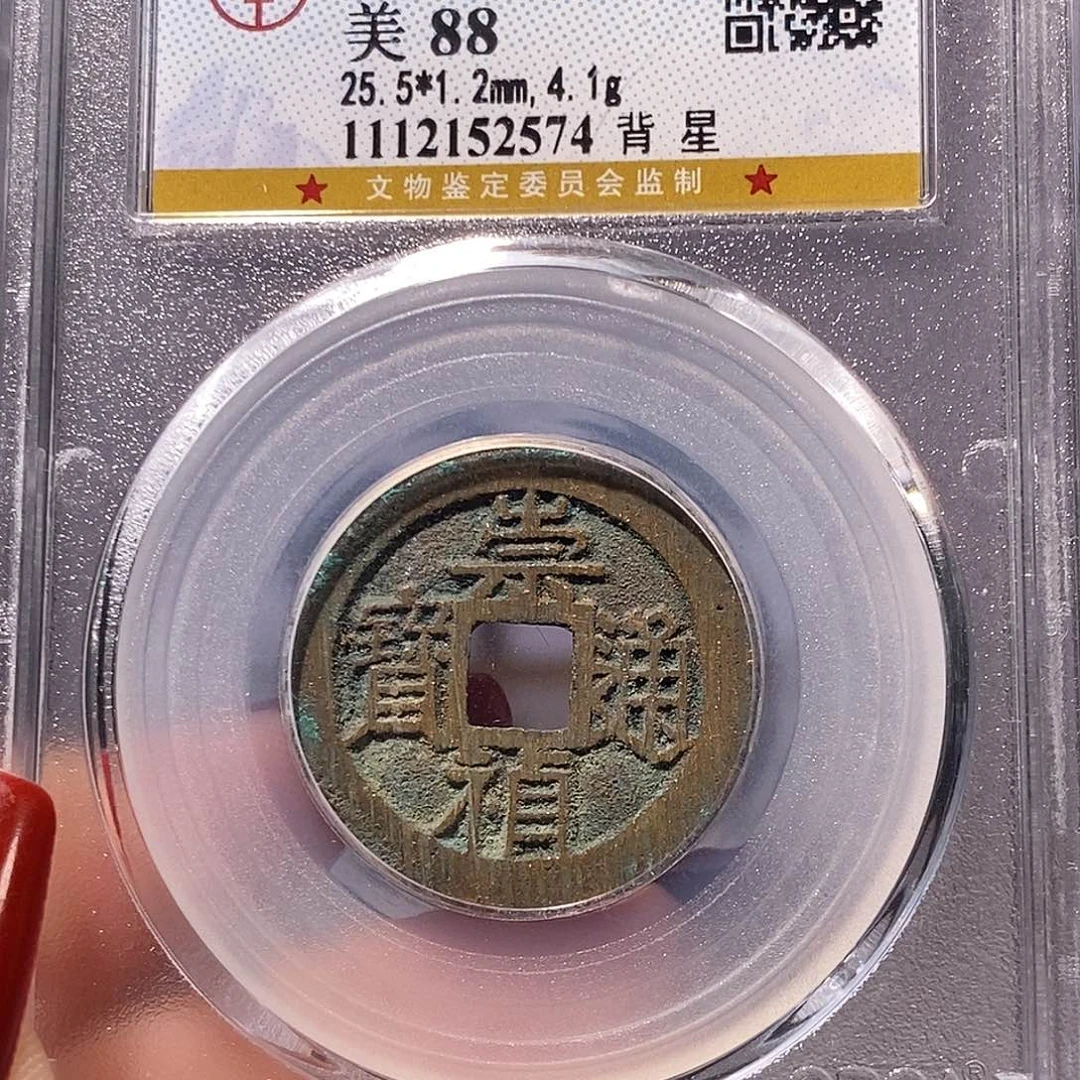 美 88
25.5*1.2mm, 4.1g
1112152574 背 星
★ 文物鉴定委员会监制 ★
崇
寶 通
禎